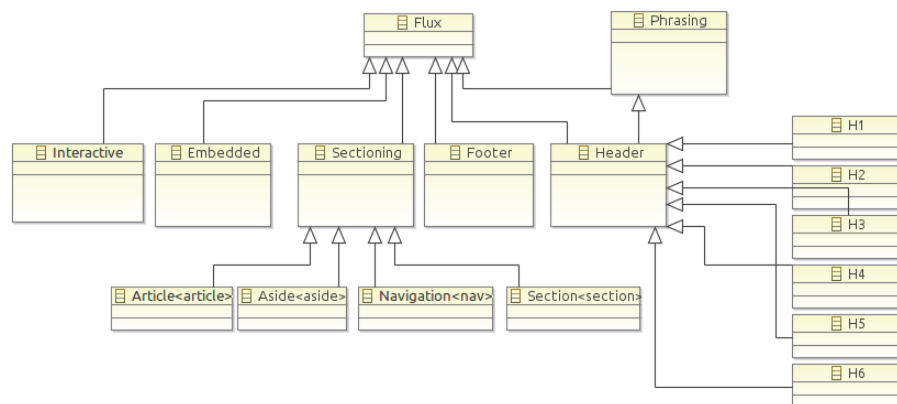 Flux
Phrasing
Interactive
Embedded
Sectioning
Footer
Header
H1
H2
H3
H4
H5
H6
Article<article>
Aside<aside>
Navigation<nav>
Section<section>